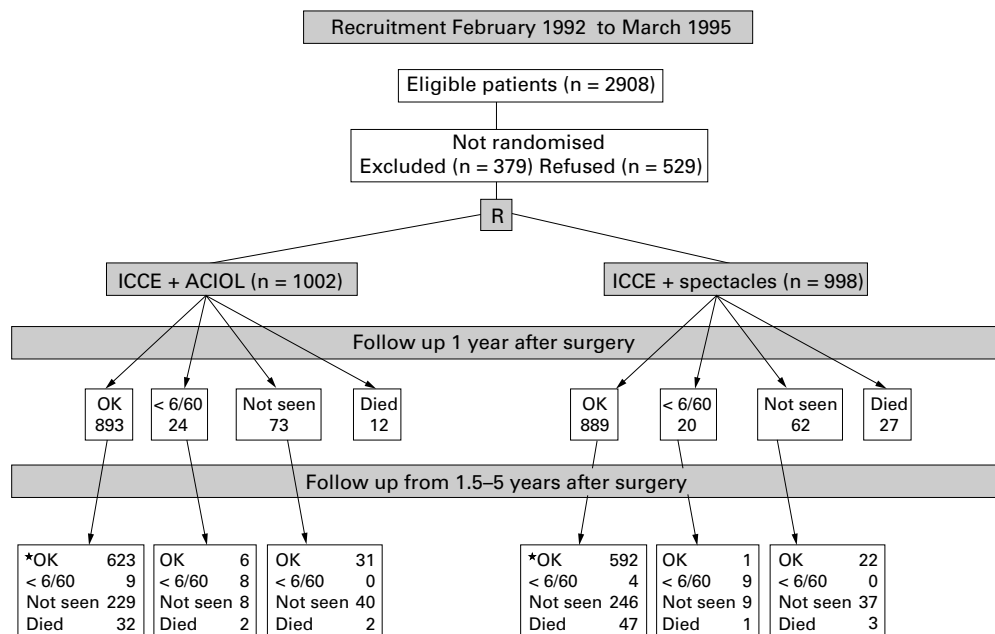 Recruitment February 1992 to March 1995
Eligible patients (n = 2908)
Not randomised
Excluded (n = 379) Refused (n = 529)
R
ICCE + ACIOL (n = 1002)
ICCE + spectacles (n = 998)
Follow up 1 year after surgery
OK
893
< 6/60
24
Not seen
73
Died
12
OK
889
< 6/60
20
Not seen
62
Died
27
Follow up from 1.5–5 years after surgery
★OK 623
< 6/60 9
Not seen 229
Died 32
OK 6
< 6/60 8
Not seen 8
Died 2
OK 31
< 6/60 0
Not seen 40
Died 2
★OK 592
< 6/60 4
Not seen 246
Died 47
OK 1
< 6/60 9
Not seen 9
Died 1
OK 22
< 6/60 0
Not seen 37
Died 3